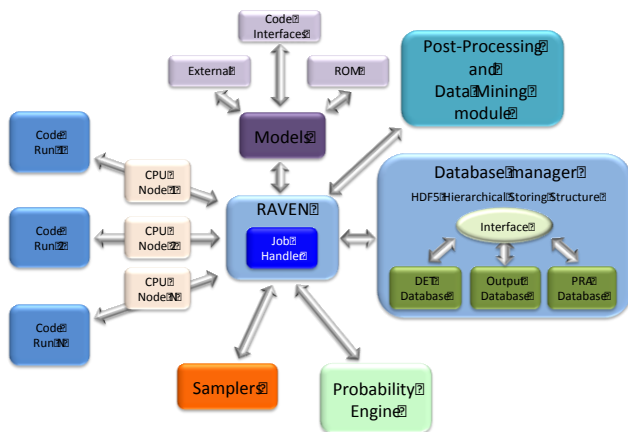 Code
Interfaces
External
ROM
Models
Post-Processing
and
Data Mining
module
Code
Run 1
CPU
Node 1
Code
Run 2
CPU
Node 2
Code
Run N
CPU
Node N
RAVEN
Job
Handler
Database manager
HDF5 Hierarchical Storing Structure
Interface
DET
Database
Output
Database
PRA
Database
Samplers
Probability
Engine